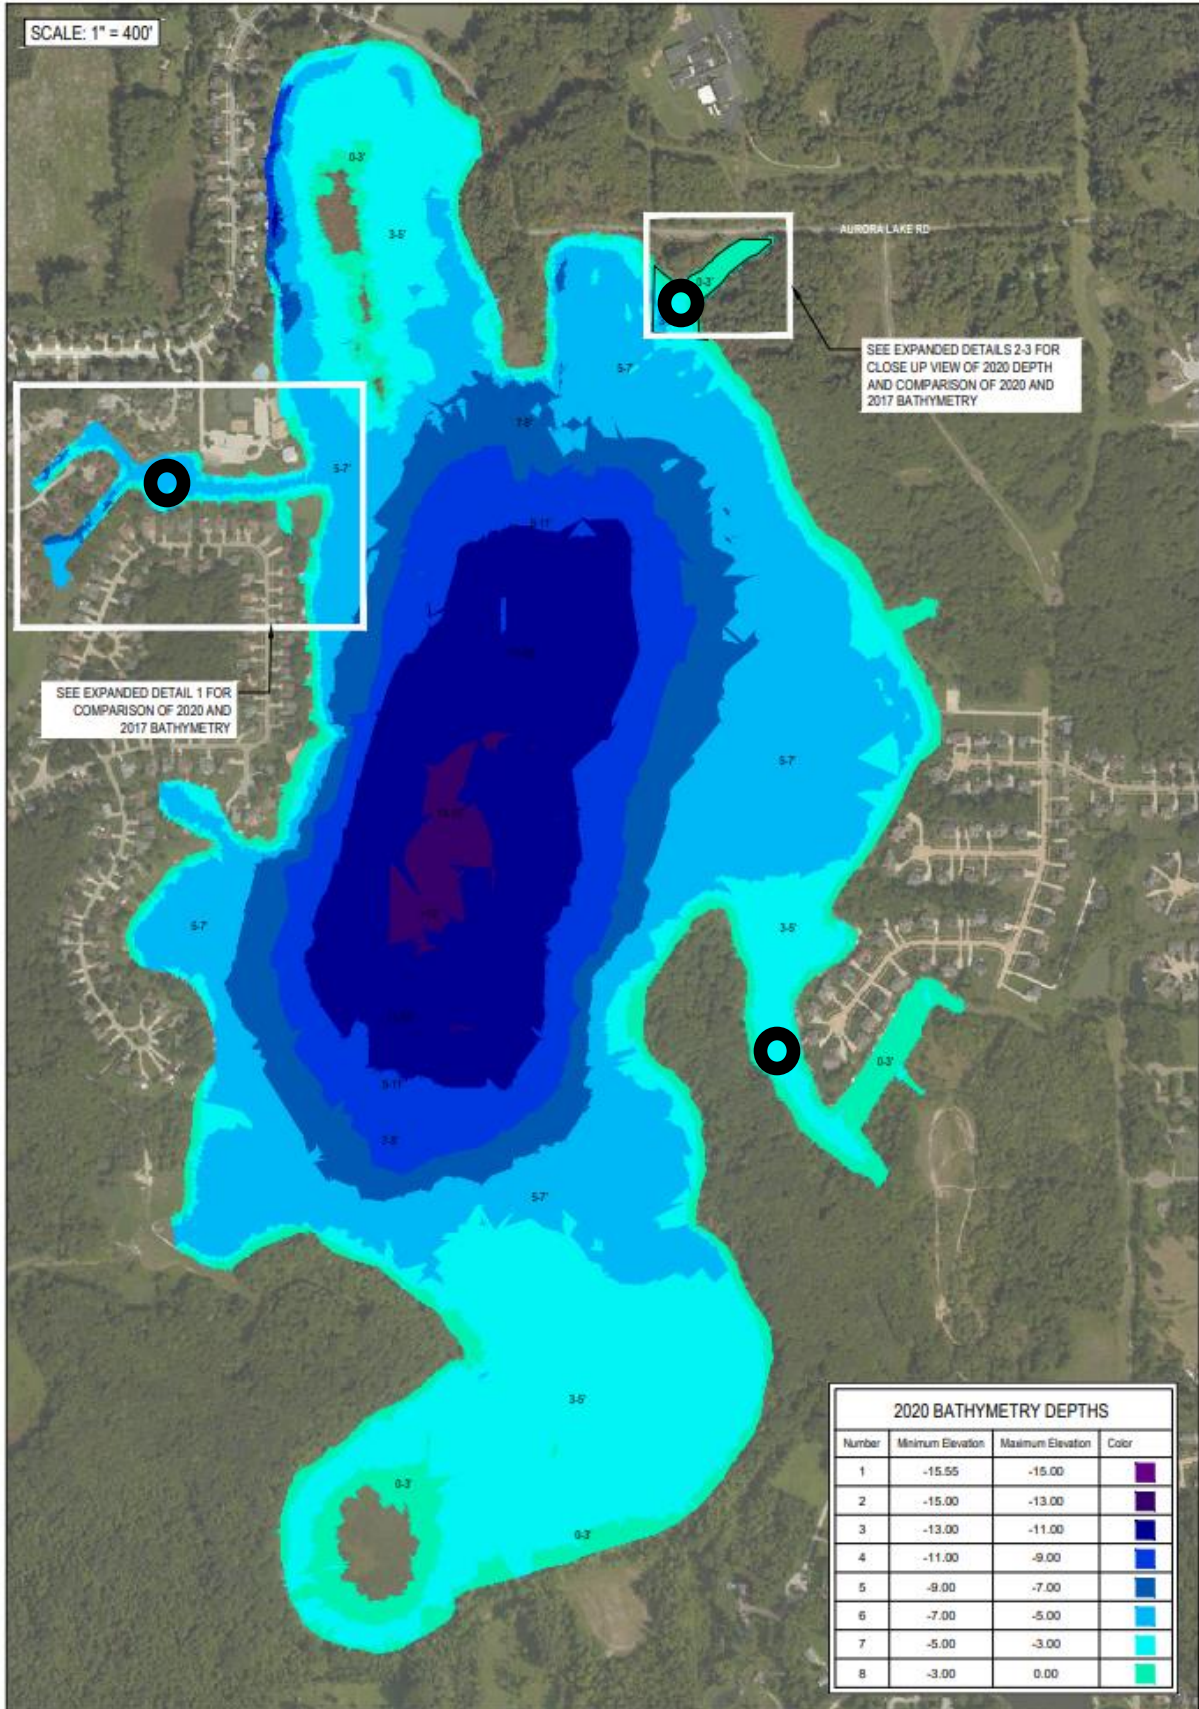 SCALE: 1" = 400'
0-3'
3-5'
AURORA LAKE RD
0-3'
SEE EXPANDED DETAILS 2-3 FOR
CLOSE UP VIEW OF 2020 DEPTH
AND COMPARISON OF 2020 AND
2017 BATHYMETRY
5-7'
5-7'
SEE EXPANDED DETAIL 1 FOR
COMPARISON OF 2020 AND
2017 BATHYMETRY
5-7'
5-7'
3-5'
0-3'
5-7'
3-5'
0-3'
0-3'
2020 BATHYMETRY DEPTHS
Number Minimum Elevation Maximum Elevation Color
1 -15.55 -15.00
2 -15.00 -13.00
3 -13.00 -11.00
4 -11.00 -9.00
5 -9.00 -7.00
6 -7.00 -5.00
7 -5.00 -3.00
8 -3.00 0.00